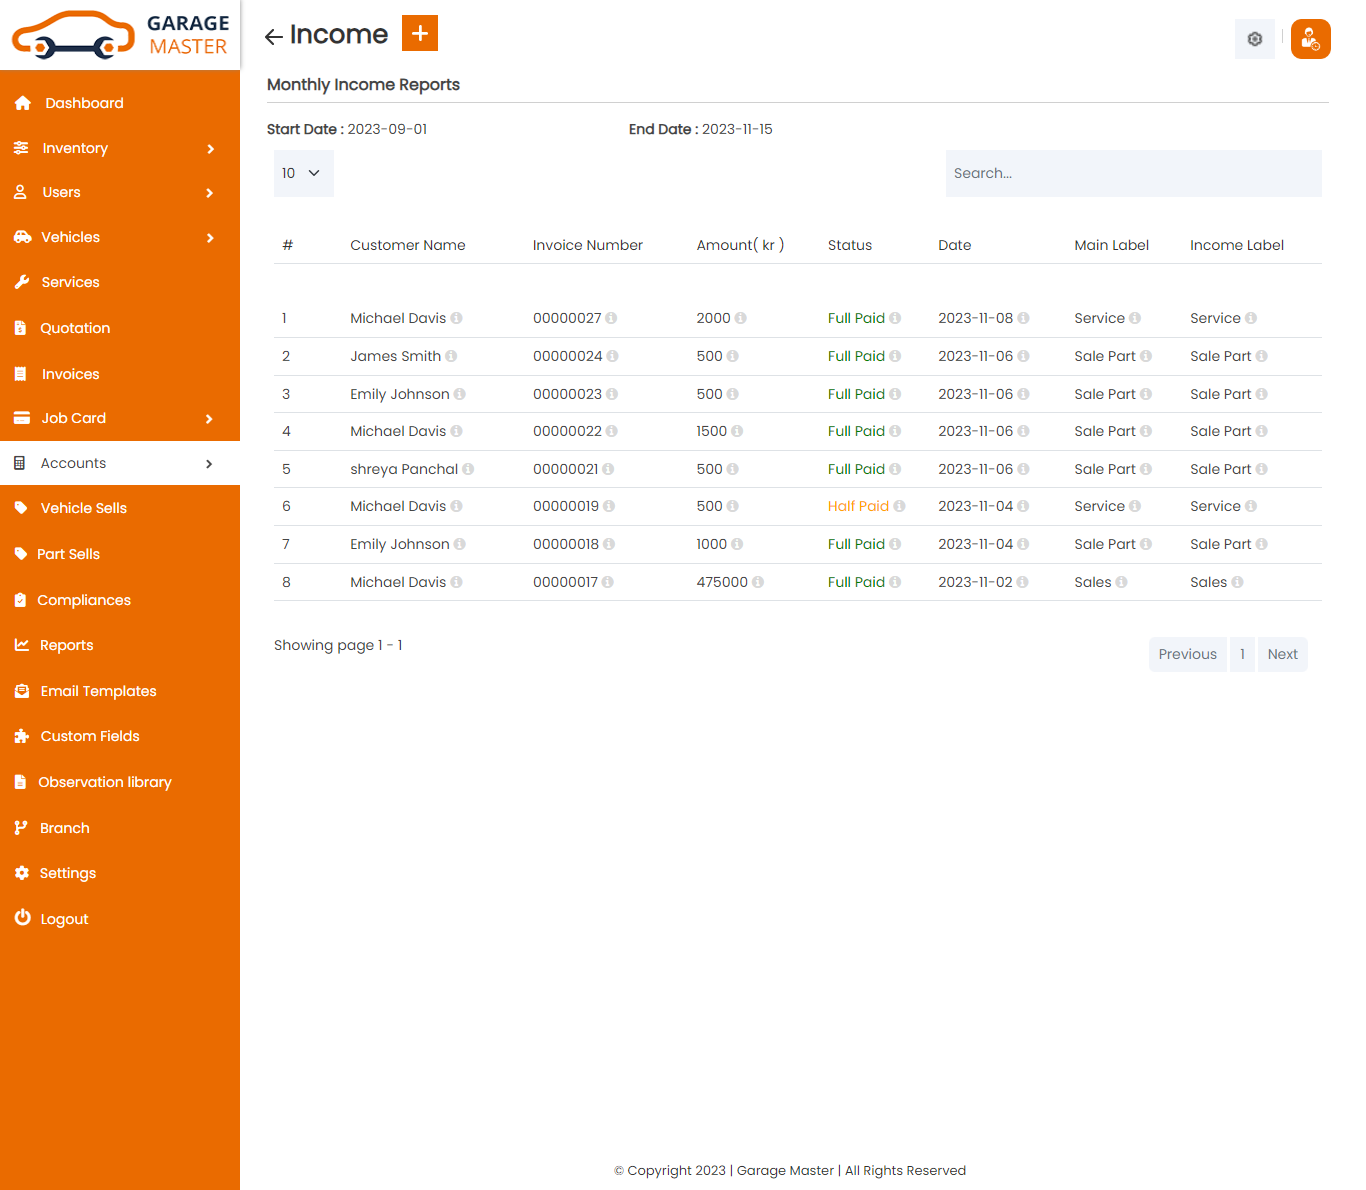 GARAGE
MASTER
Dashboard
Inventory
Users
Vehicles
Services
Quotation
Invoices
Job Card
Accounts
Vehicle Sells
Part Sells
Compliances
Reports
Email Templates
Custom Fields
Observation library
Branch
Settings
Logout
Income
Monthly Income Reports
Start Date : 2023-09-01 End Date : 2023-11-15
10 Search...
# Customer Name Invoice Number Amount( kr ) Status Date Main Label Income Label
1 Michael Davis 00000027 2000 Full Paid 2023-11-08 Service Service
2 James Smith 00000024 500 Full Paid 2023-11-06 Sale Part Sale Part
3 Emily Johnson 00000023 500 Full Paid 2023-11-06 Sale Part Sale Part
4 Michael Davis 00000022 1500 Full Paid 2023-11-06 Sale Part Sale Part
5 shreya Panchal 00000021 500 Full Paid 2023-11-06 Sale Part Sale Part
6 Michael Davis 00000019 500 Half Paid 2023-11-04 Service Service
7 Emily Johnson 00000018 1000 Full Paid 2023-11-04 Sale Part Sale Part
8 Michael Davis 00000017 475000 Full Paid 2023-11-02 Sales Sales
Showing page 1 - 1
Previous 1 Next
© Copyright 2023 | Garage Master | All Rights Reserved